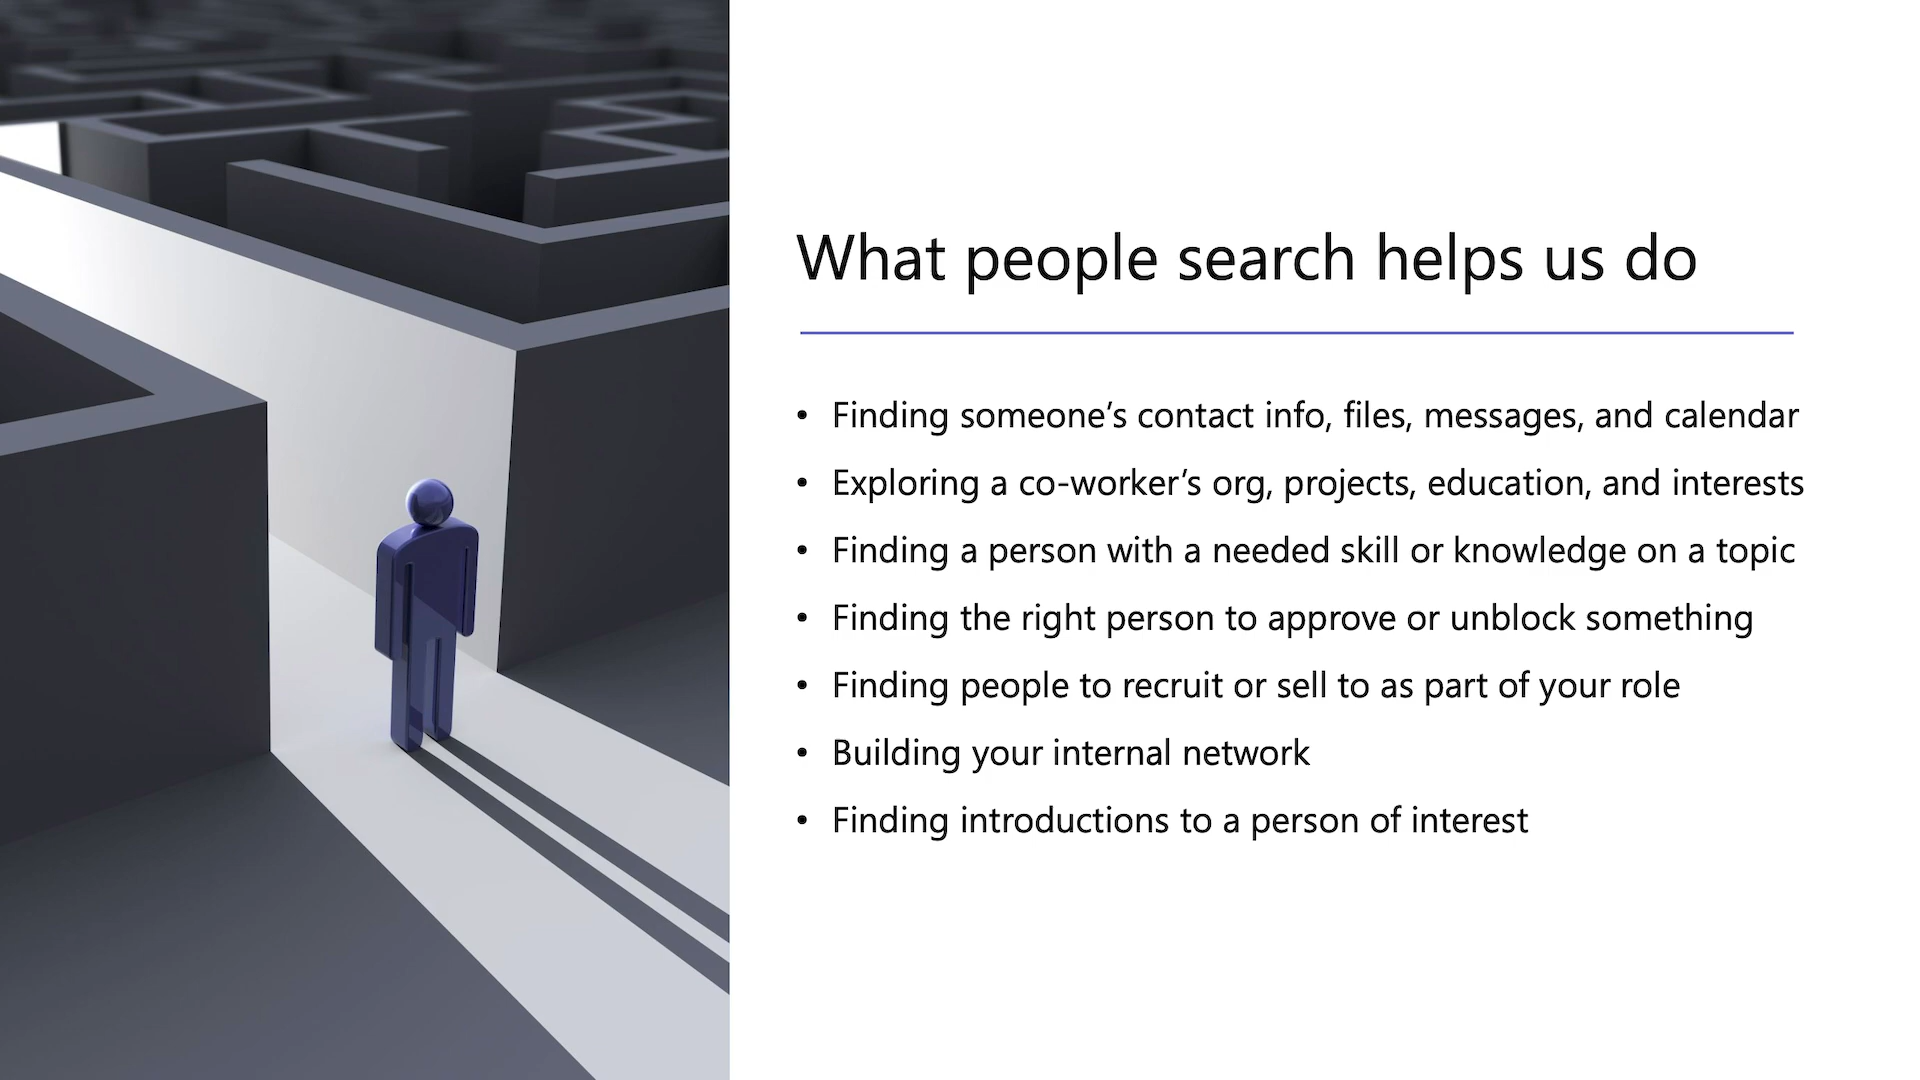 What people search helps us do
• Finding someone’s contact info, files, messages, and calendar
• Exploring a co-worker’s org, projects, education, and interests
• Finding a person with a needed skill or knowledge on a topic
• Finding the right person to approve or unblock something
• Finding people to recruit or sell to as part of your role
• Building your internal network
• Finding introductions to a person of interest